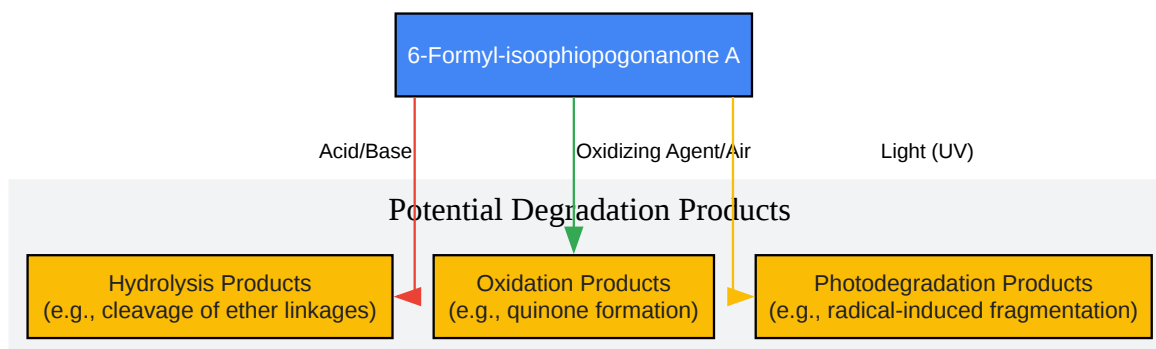 6-Formyl-isoophiopogonanone A
Acid/Base
Oxidizing Agent/Air
Light (UV)
Potential Degradation Products
Hydrolysis Products
(e.g., cleavage of ether linkages)
Oxidation Products
(e.g., quinone formation)
Photodegradation Products
(e.g., radical-induced fragmentation)